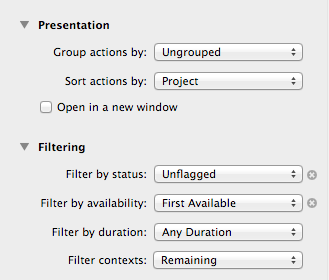 Presentation
Group actions by: Ungrouped
Sort actions by: Project
Open in a new window
Filtering
Filter by status: Unflagged
Filter by availability: First Available
Filter by duration: Any Duration
Filter contexts: Remaining